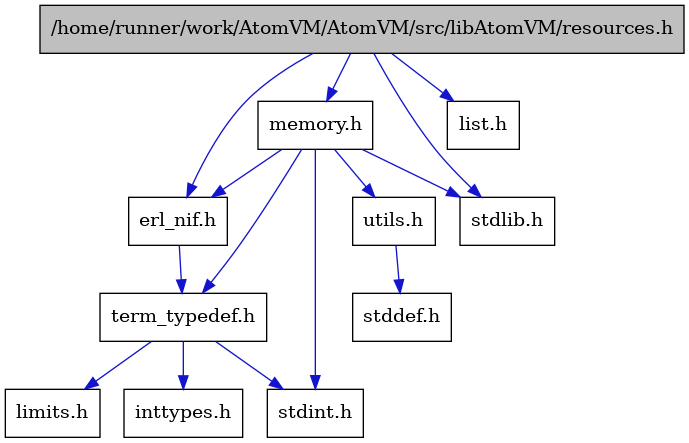 /home/runner/work/AtomVM/AtomVM/src/libAtomVM/resources.h
memory.h
list.h
erl_nif.h
utils.h
stdlib.h
term_typedef.h
stddef.h
limits.h
inttypes.h
stdint.h